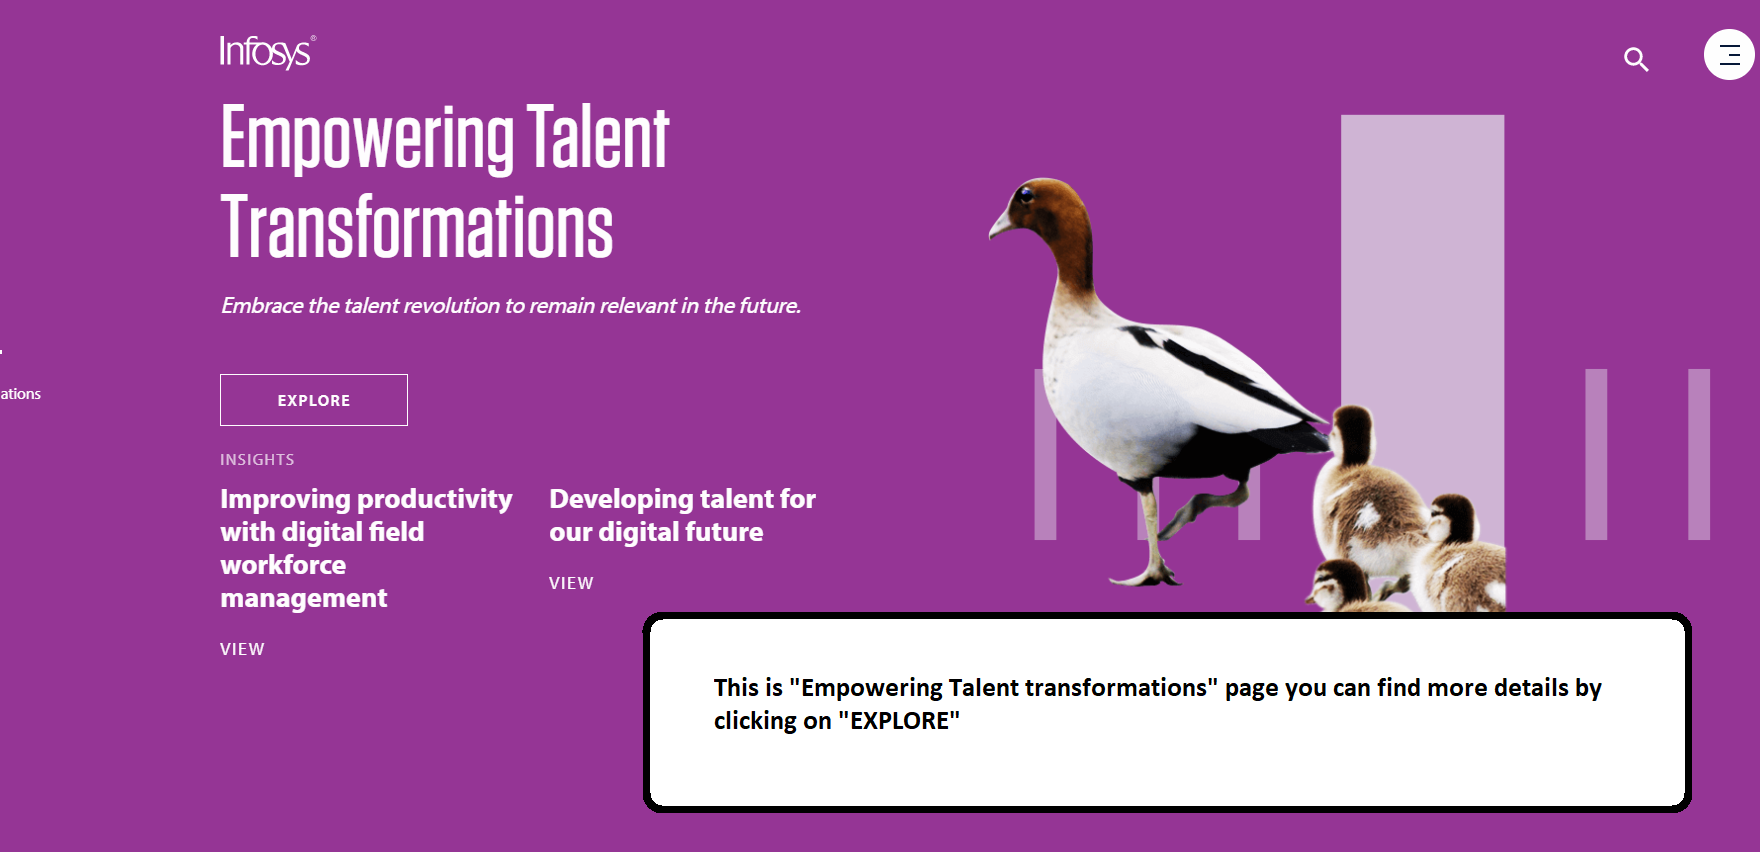 Infosys®
Empowering Talent
Transformations
Embrace the talent revolution to remain relevant in the future.
ations
EXPLORE
INSIGHTS
Improving productivity
with digital field
workforce
management
VIEW
Developing talent for
our digital future
VIEW
This is "Empowering Talent transformations" page you can find more details by
clicking on "EXPLORE"